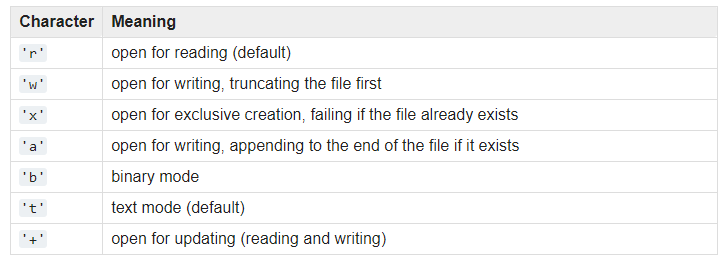 Character Meaning
'r' open for reading (default)
'w' open for writing, truncating the file first
'x' open for exclusive creation, failing if the file already exists
'a' open for writing, appending to the end of the file if it exists
'b' binary mode
't' text mode (default)
'+' open for updating (reading and writing)